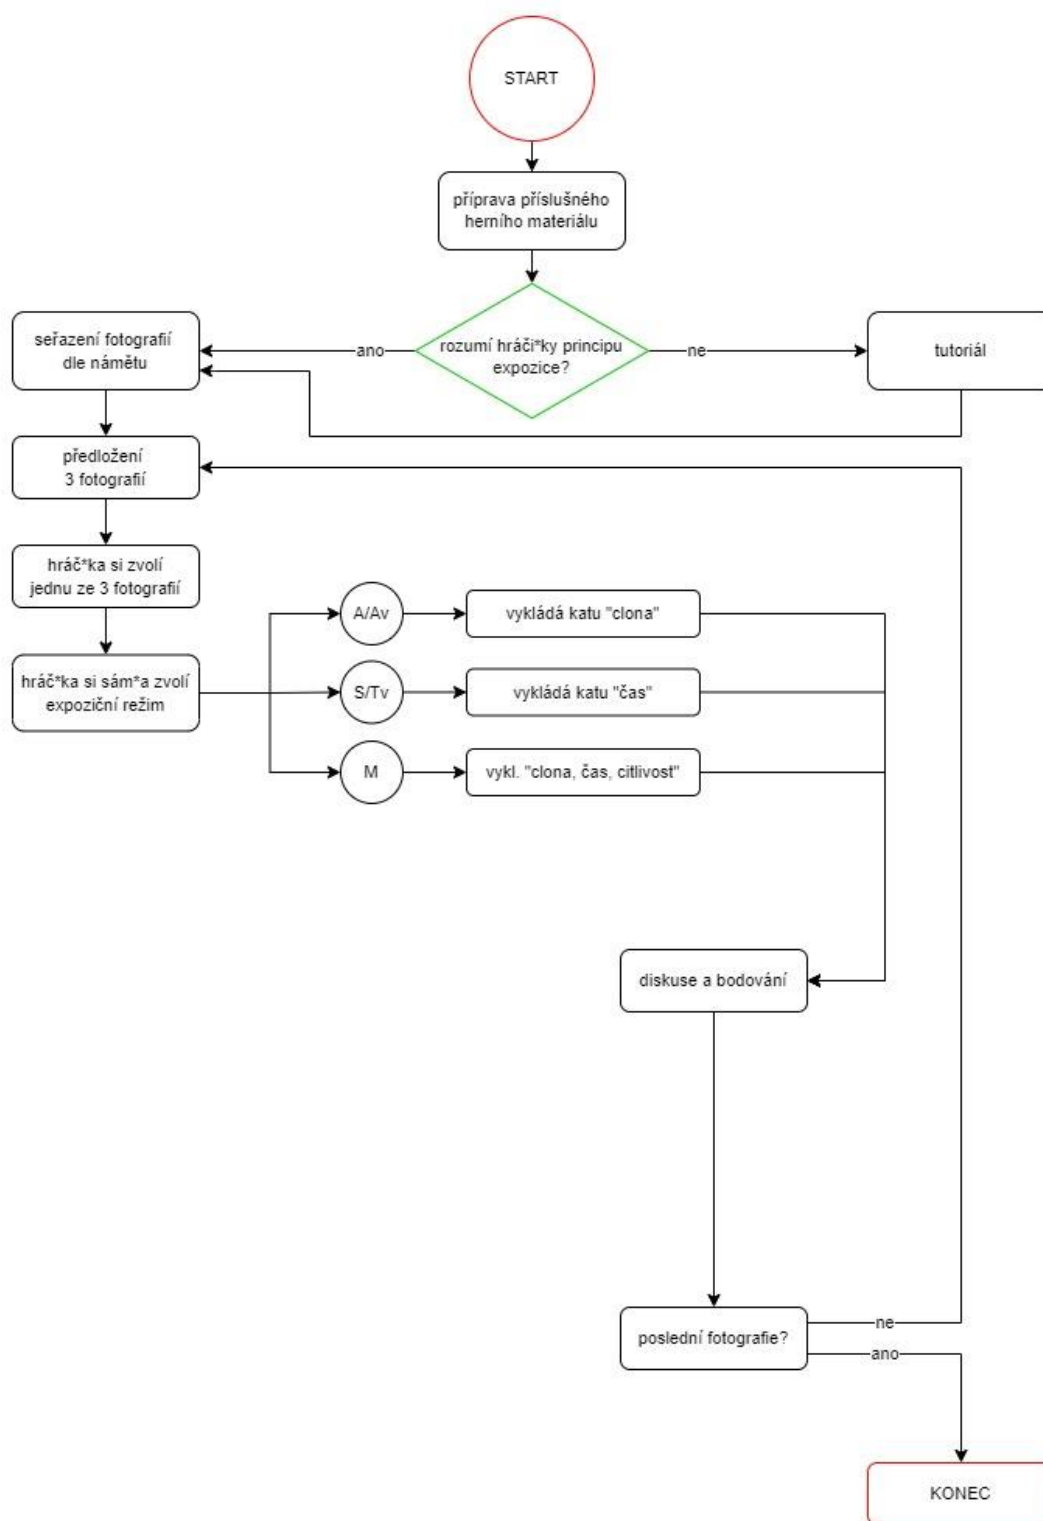 START
příprava příslušného
herního materiálu
seřazení fotografií
dle námětu
ano
rozumí hráči*ky principu
expozice?
ne
tutoriál
předložení
3 fotografií
hráč*ka si zvolí
jednu ze 3 fotografií
hráč*ka si sám*a zvolí
expoziční režim
A/Av
vykládá katu "clona"
S/Tv
vykládá katu "čas"
M
vykl. "clona, čas, citlivost"
diskuse a bodování
poslední fotografie?
ne
ano
KONEC